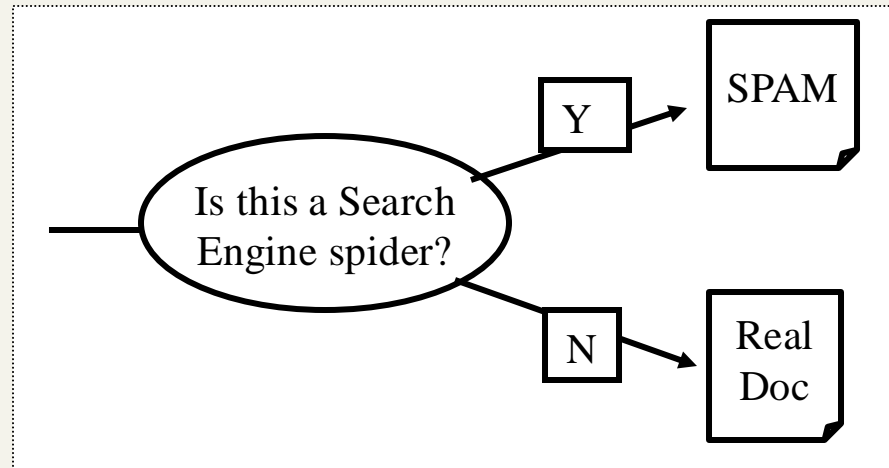 Is this a Search
Engine spider?
Y
SPAM
N
Real
Doc